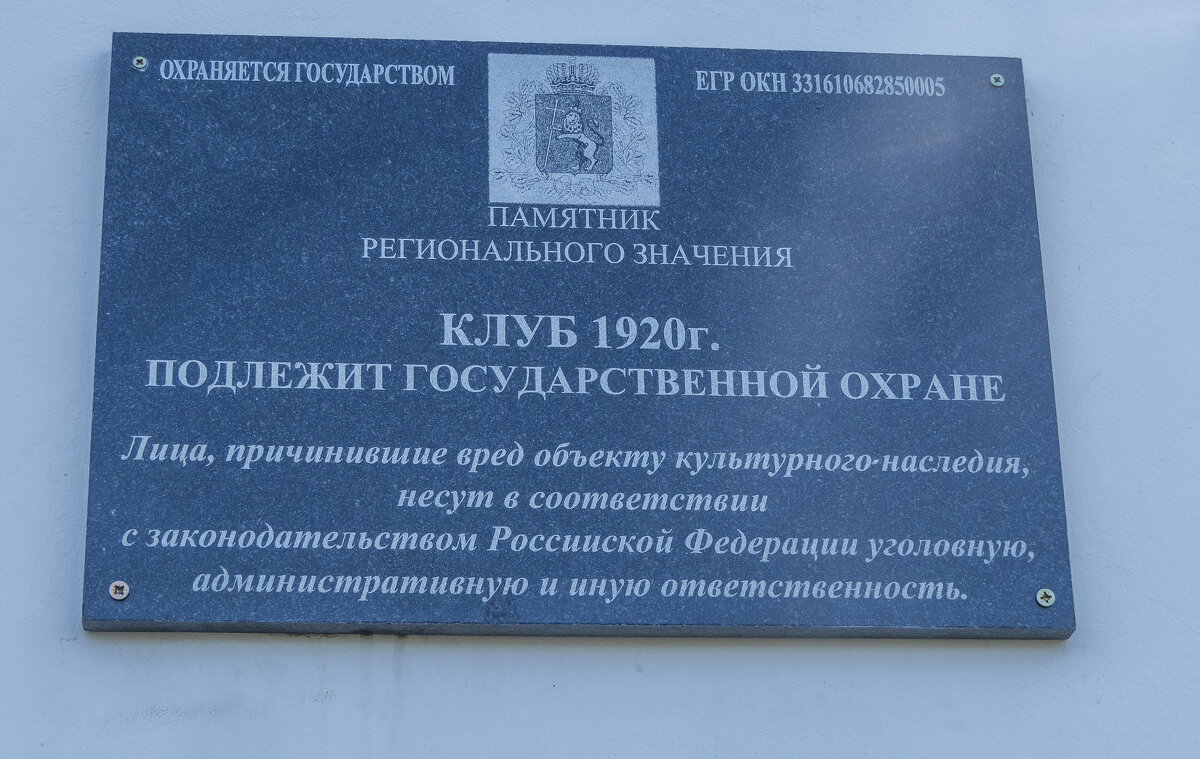 ОХРАНЯЕТСЯ ГОСУДАРСТВОМ
ЕГР ОКН 331610682850005
ПАМЯТНИК
РЕГИОНАЛЬНОГО ЗНАЧЕНИЯ
КЛУБ 1920г.
ПОДЛЕЖИТ ГОСУДАРСТВЕННОЙ ОХРАНЕ
Лица, причинившие вред объекту культурного-наследия,
несут в соответствии
с законодательством Россииской Федерации уголовную,
административную и иную ответственность.